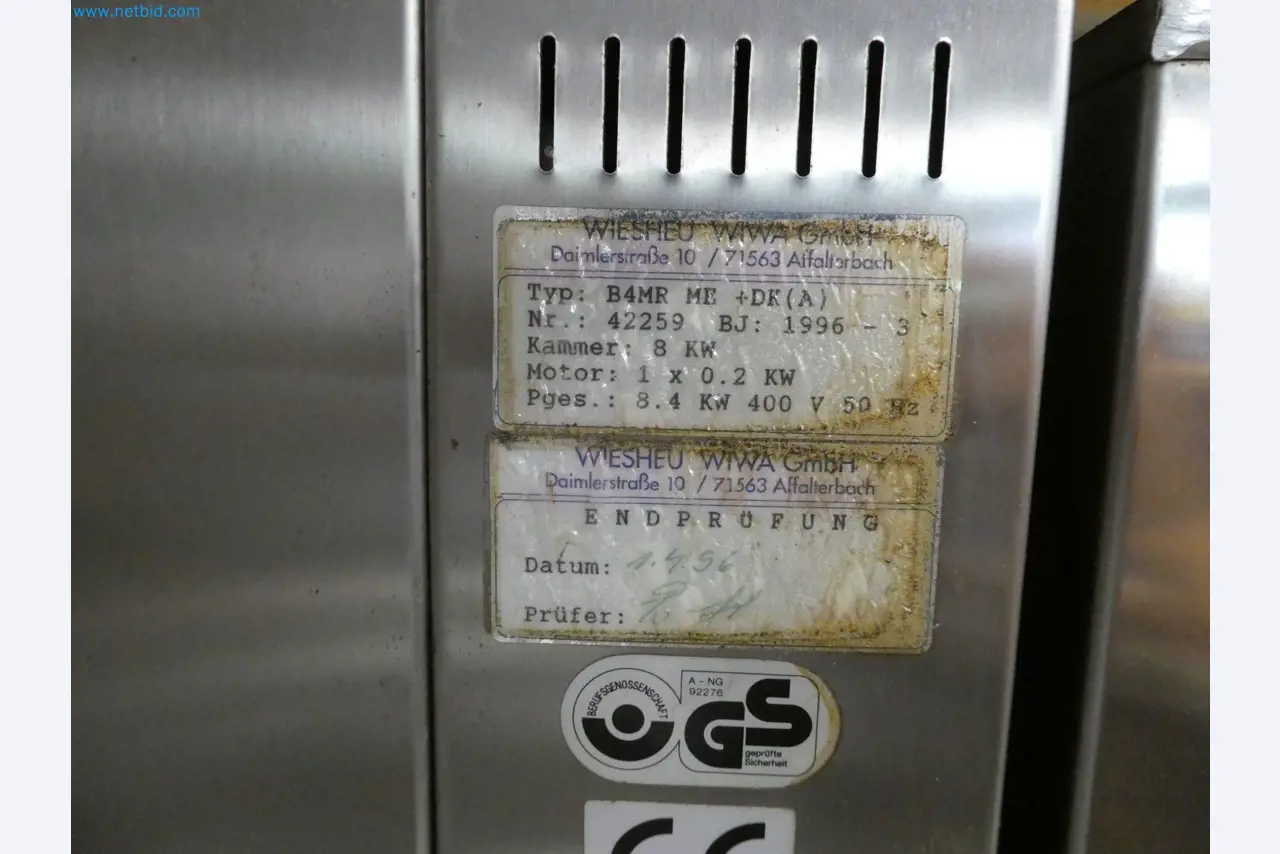 www.netbid.com
WIESHEU WIWA GmbH
Daimlerstraße 10 / 71563 Affalterbach
Typ: B4MR ME +DK(A)
Nr.: 42259 BJ: 1996 - 3
Kammer: 8 KW
Motor: 1 x 0.2 KW
Pges.: 8.4 KW 400 V 50 Hz
WIESHEU WIWA GmbH
Daimlerstraße 10 / 71563 Affalterbach
ENDPRÜFUNG
Datum: 1.4.96
Prüfer:
BERUFSGENOSSENSCHAFT
A - NG
92276
GS
geprüfte
Sicherheit
CE